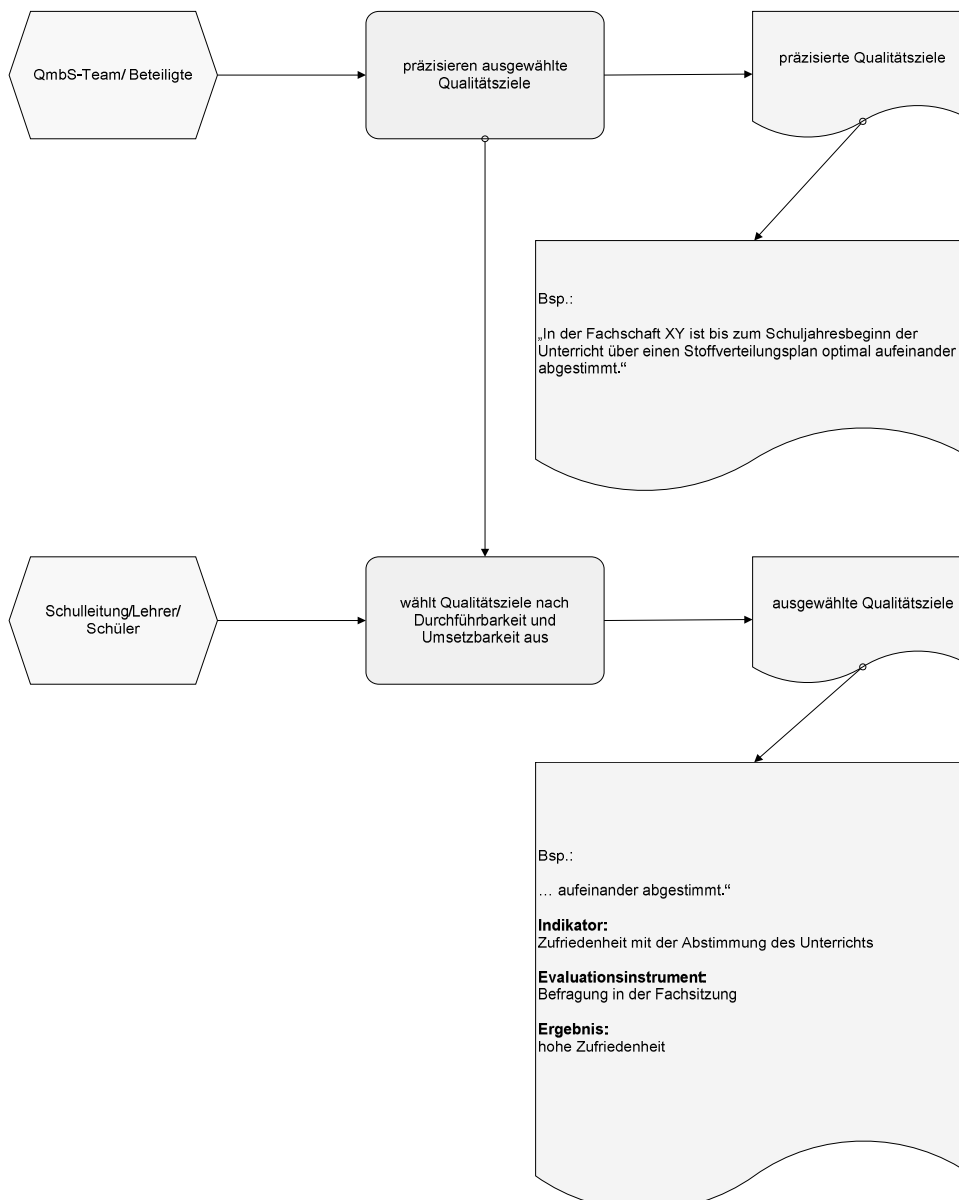 QmbS-Team/ Beteiligte
präzisieren ausgewählte
Qualitätsziele
präzisierte Qualitätsziele
Bsp.:
„In der Fachschaft XY ist bis zum Schuljahresbeginn der
Unterricht über einen Stoffverteilungsplan optimal aufeinander
abgestimmt.“
Schulleitung/Lehrer/
Schüler
wählt Qualitätsziele nach
Durchführbarkeit und
Umsetzbarkeit aus
ausgewählte Qualitätsziele
Bsp.:
… aufeinander abgestimmt.“
Indikator:
Zufriedenheit mit der Abstimmung des Unterrichts
Evaluationsinstrument:
Befragung in der Fachsitzung
Ergebnis:
hohe Zufriedenheit